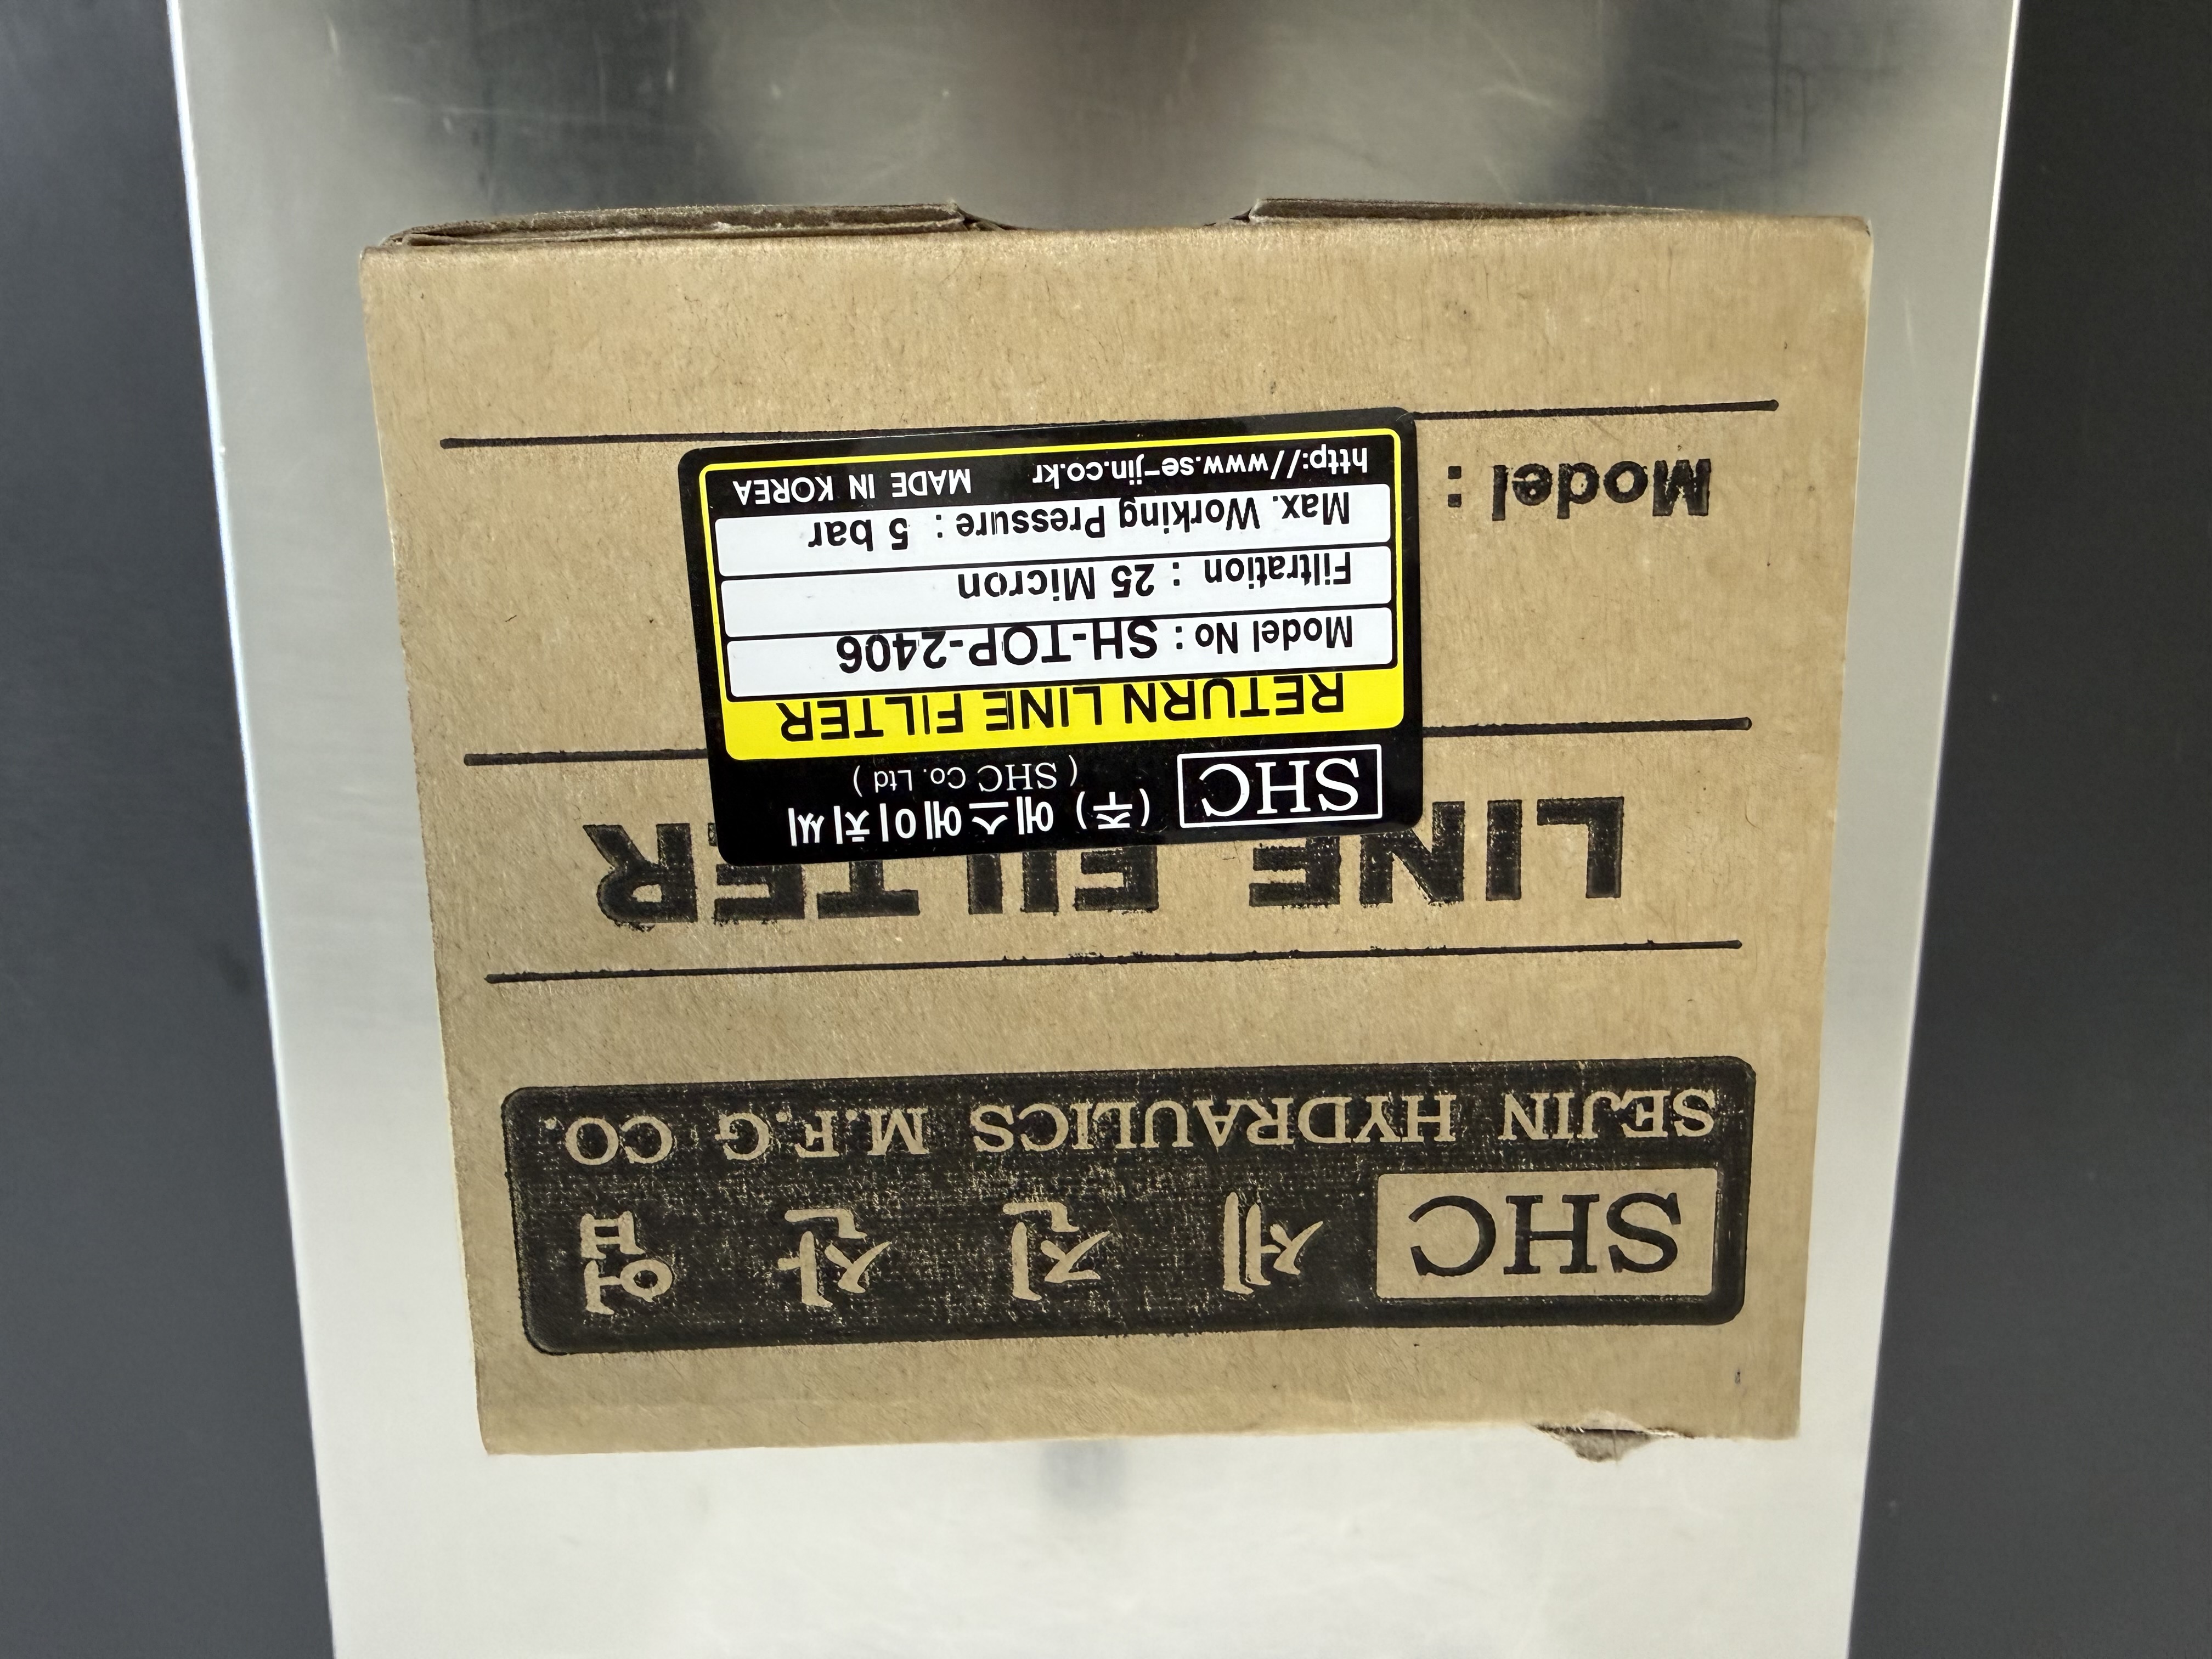 SHC 세진산업
SEJIN HYDRAULICS M.F.G CO.
LINE FILTER
SHC (주)에스에이치씨
( SHC Co. Ltd )
RETURN LINE FILTER
Model No : SH-TOP-2406
Filtration : 25 Micron
Max. Working Pressure : 5 bar
http://www.se-jin.co.kr MADE IN KOREA
Model :